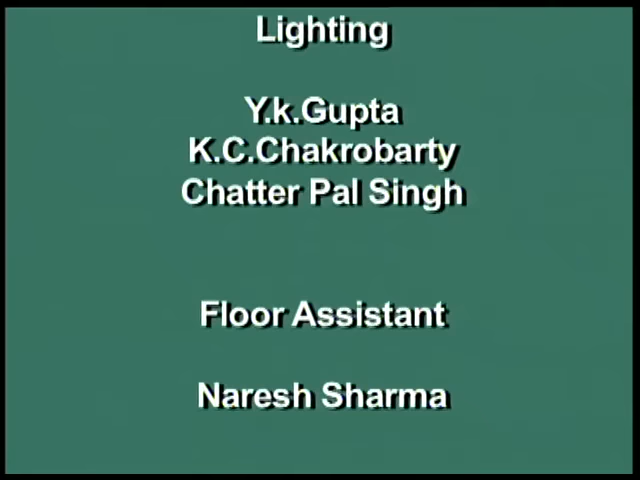 Lighting
Y.k.Gupta
K.C.Chakrobarty
Chatter Pal Singh
Floor Assistant
Naresh Sharma